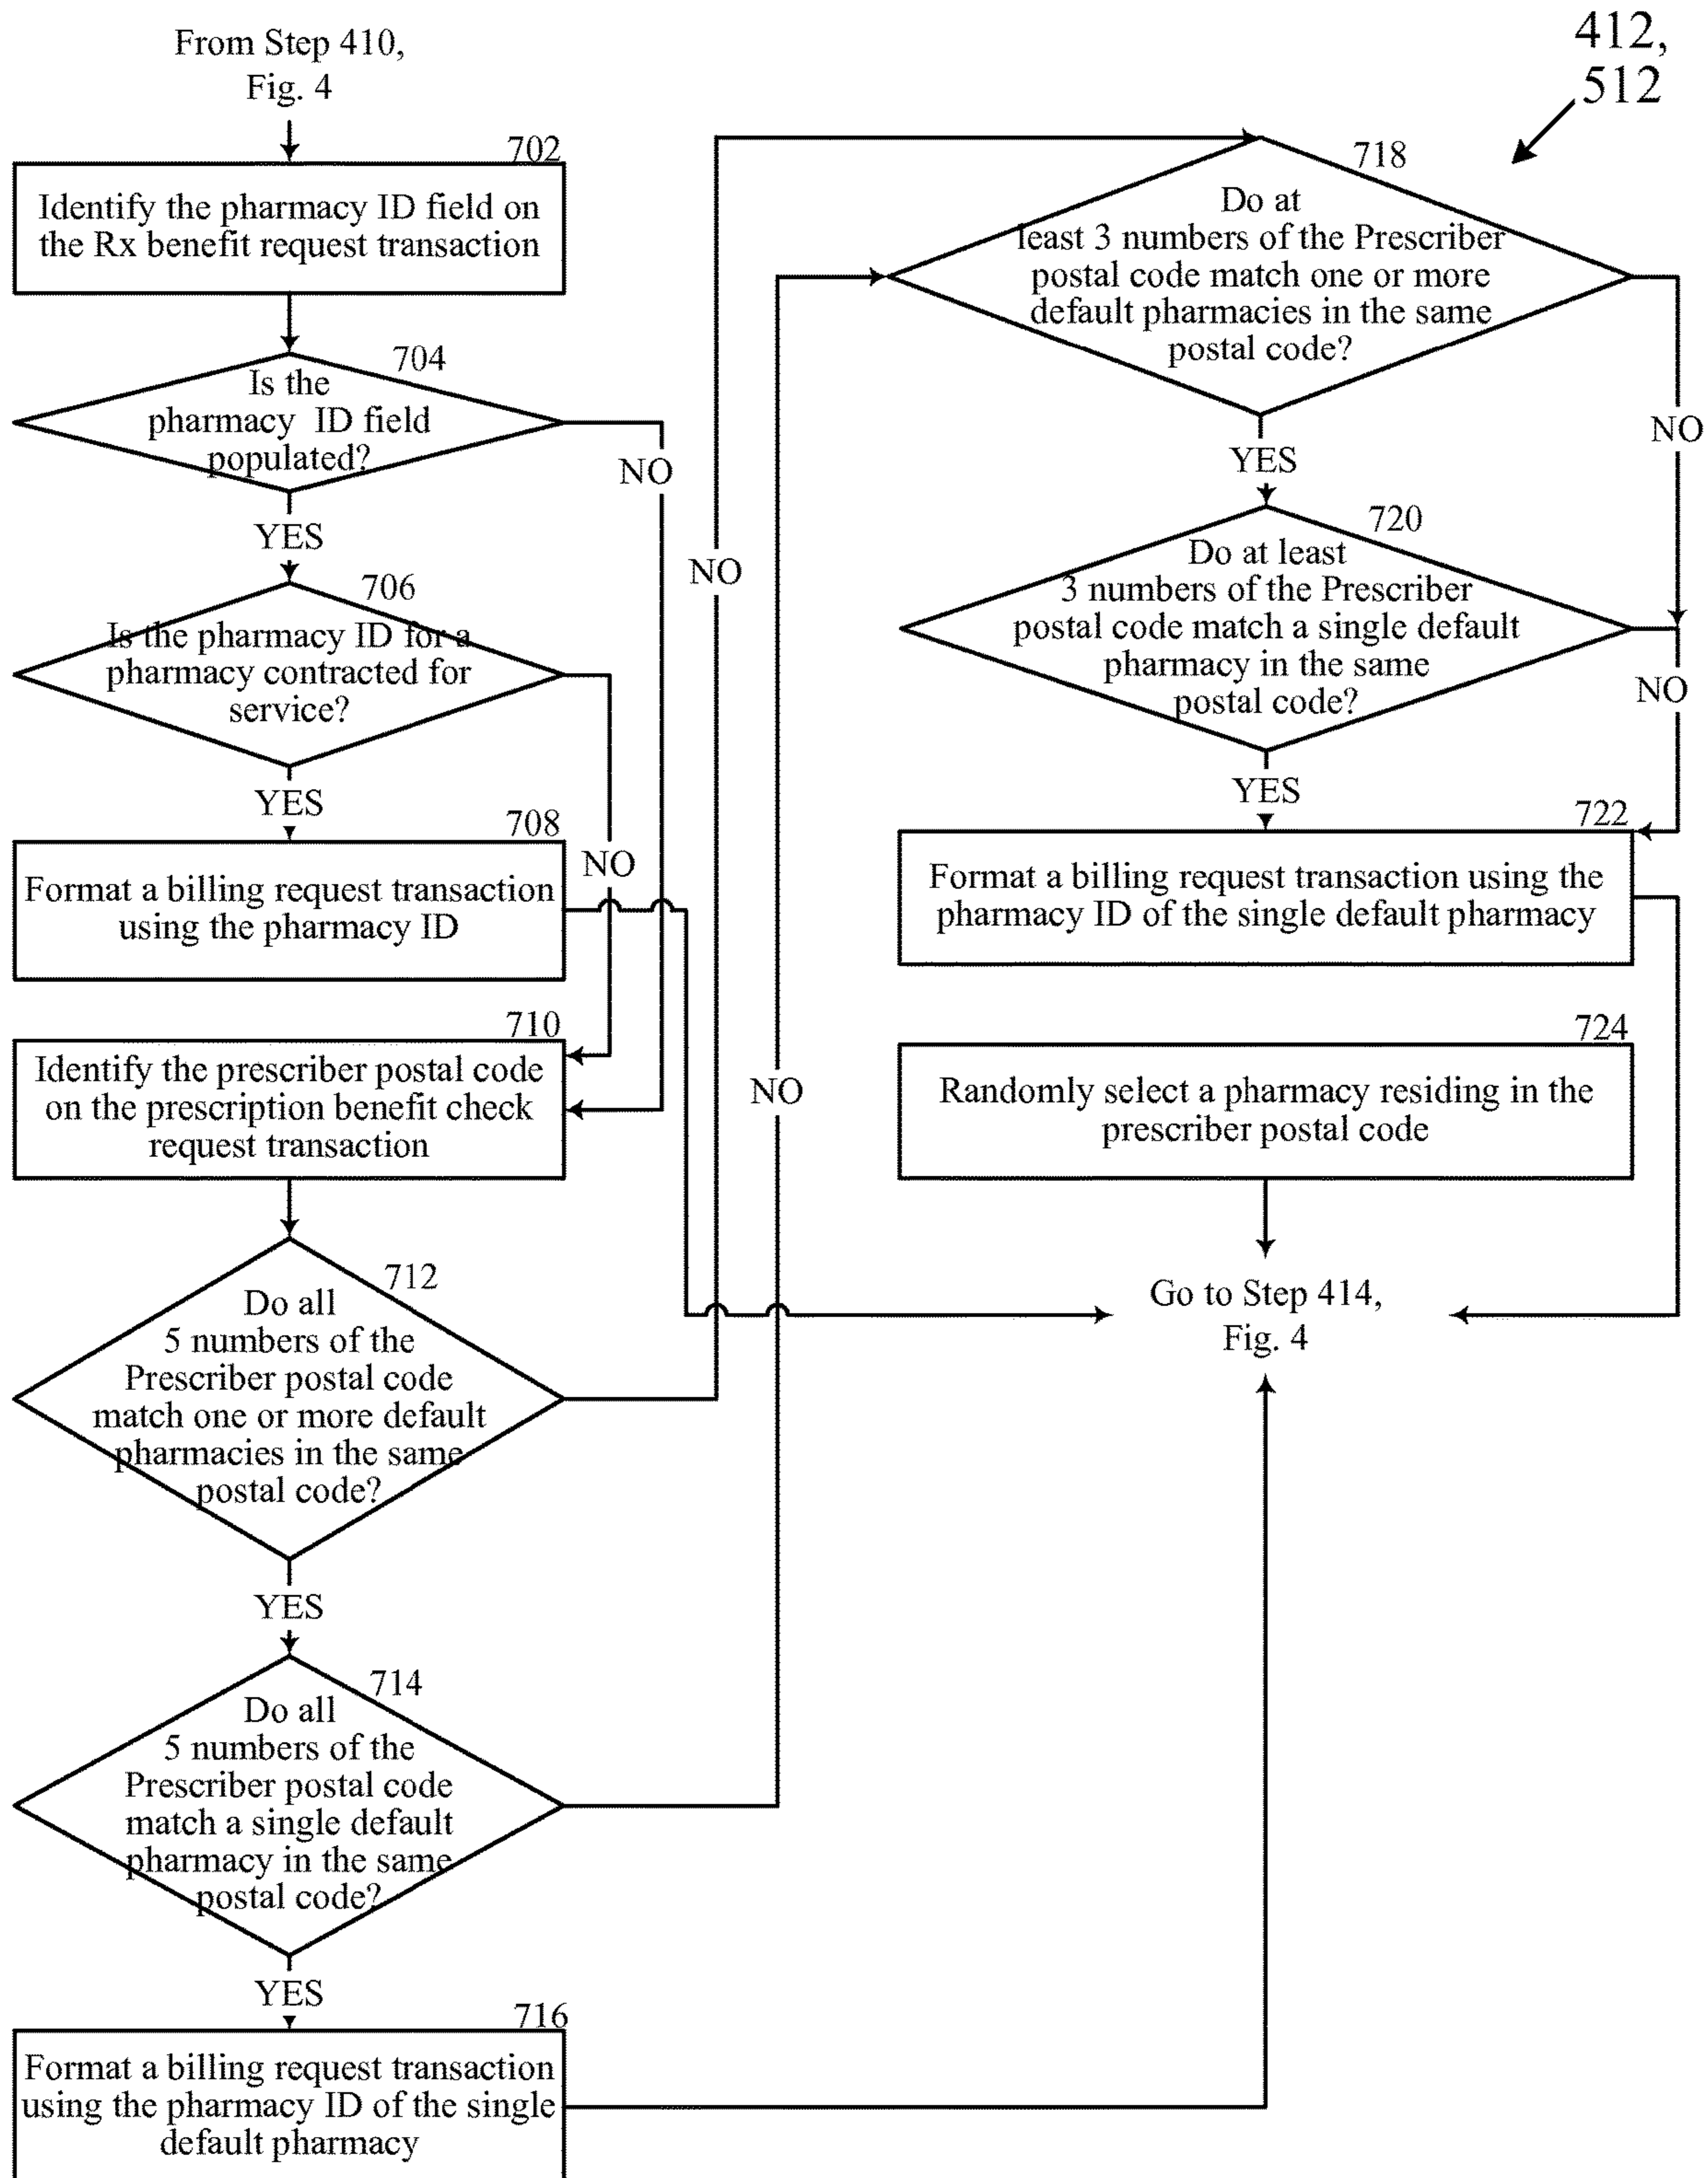 From Step 410,
Fig. 4
702
Identify the pharmacy ID field on
the Rx benefit request transaction
704
Is the
pharmacy ID field
populated?
NO
YES
706
Is the pharmacy ID for a
pharmacy contracted for
service?
NO
YES
708
Format a billing request transaction
using the pharmacy ID
710
Identify the prescriber postal code
on the prescription benefit check
request transaction
712
Do all
5 numbers of the
Prescriber postal code
match one or more default
pharmacies in the same
postal code?
NO
YES
714
Do all
5 numbers of the
Prescriber postal code
match a single default
pharmacy in the same
postal code?
NO
YES
716
Format a billing request transaction
using the pharmacy ID of the single
default pharmacy
412,
512
718
Do at
least 3 numbers of the Prescriber
postal code match one or more
default pharmacies in the same
postal code?
NO
YES
720
Do at least
3 numbers of the Prescriber
postal code match a single default
pharmacy in the same
postal code?
NO
YES
722
Format a billing request transaction using the
pharmacy ID of the single default pharmacy
724
Randomly select a pharmacy residing in the
prescriber postal code
Go to Step 414,
Fig. 4